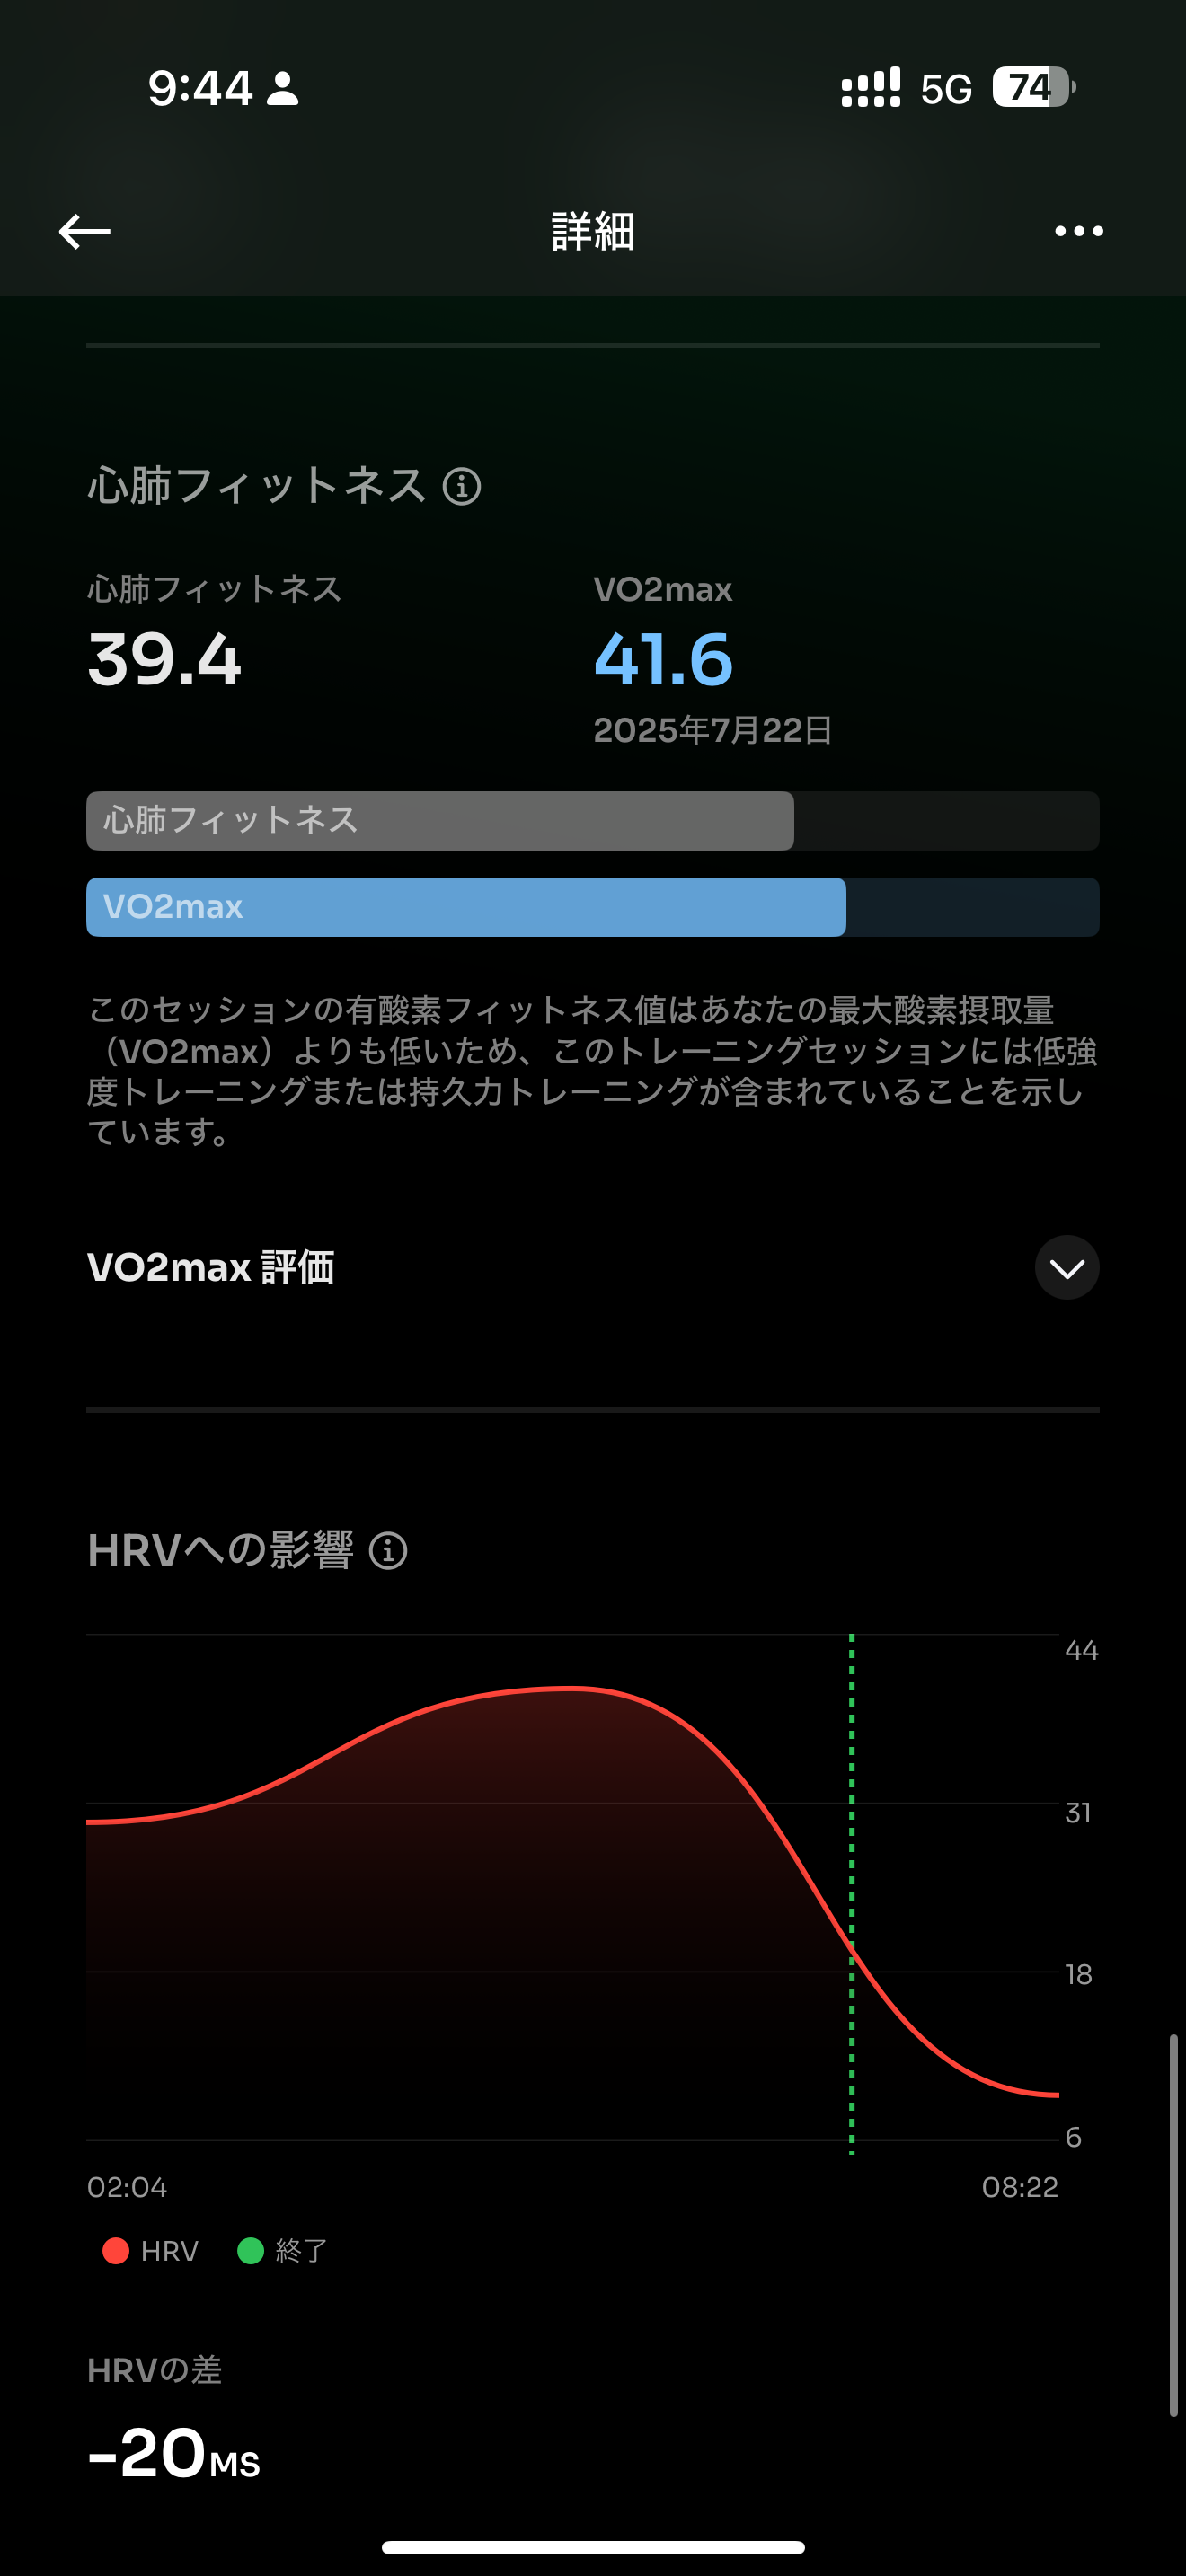 9:44
5G
74
詳細
心肺フィットネス
心肺フィットネス
VO2max
39.4
41.6
2025年7月22日
心肺フィットネス
VO2max
このセッションの有酸素フィットネス値はあなたの最大酸素摂取量
（VO2max）よりも低いため、このトレーニングセッションには低強
度トレーニングまたは持久力トレーニングが含まれていることを示し
ています。
VO2max 評価
HRVへの影響
44
31
18
6
02:04
08:22
HRV
終了
HRVの差
-20MS